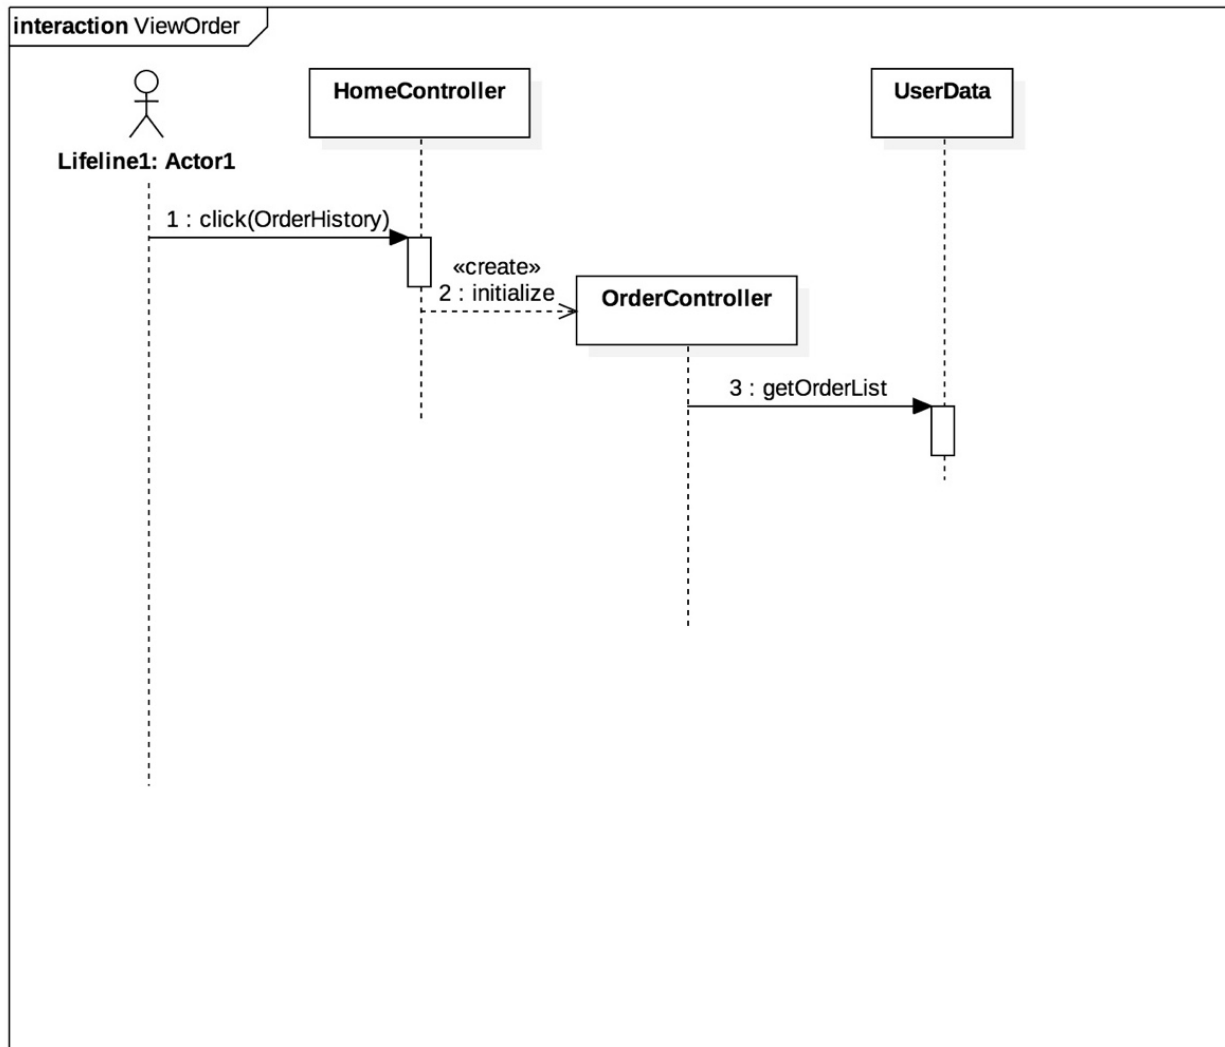 interaction ViewOrder
HomeController
UserData
Lifeline1: Actor1
1 : click(OrderHistory)
«create»
2 : initialize
OrderController
3 : getOrderList